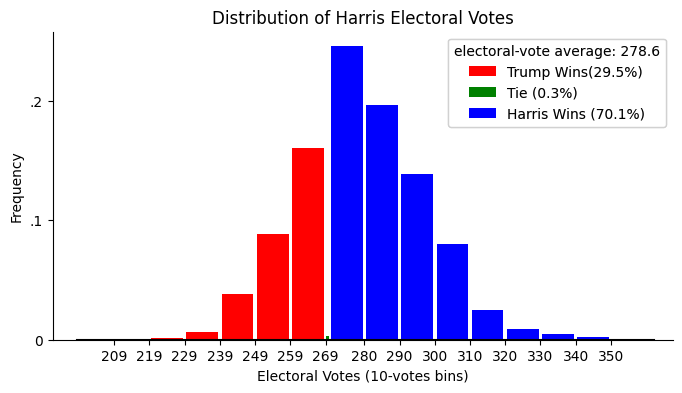 Distribution of Harris Electoral Votes
electoral-vote average: 278.6
Trump Wins(29.5%)
Tie (0.3%)
Harris Wins (70.1%)
Frequency
.2
.1
0
209 219 229 239 249 259 269 280 290 300 310 320 330 340 350
Electoral Votes (10-votes bins)